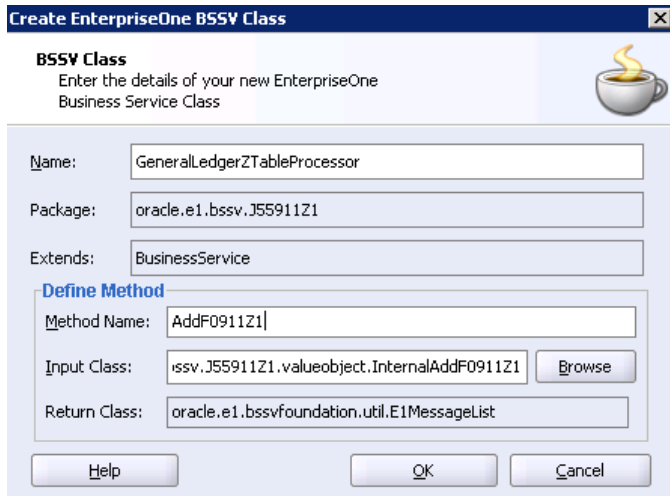 Create EnterpriseOne BSSV Class
BSSV Class
Enter the details of your new EnterpriseOne
Business Service Class
Name: GeneralLedgerZTableProcessor
Package: oracle.e1.bssv.J55911Z1
Extends: BusinessService
Define Method
Method Name: AddF0911Z1
Input Class: ssv.J55911Z1.valueobject.InternalAddF0911Z1 Browse
Return Class: oracle.e1.bssvfoundation.util.E1MessageList
Help OK Cancel